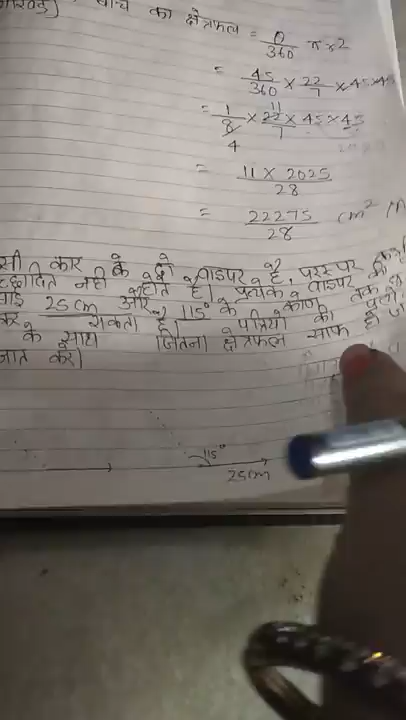 बीच का क्षेत्रफल = θ/360 πr2
= 45/360 × 22/7 × 45×45
= 1/8 × 22/7 × 45×45
11
4
= 11 × 2025/28
= 22275/28 cm²
सी कार के दो वाइपर है, परस्पर
नही होते है। प्रत्येक वाइपर की
25 cm और 115° के कोण तक
सकता है। पत्तियों की
के साथ जितना क्षेत्रफल साफ हो
ज्ञात करें।
115°
25cm